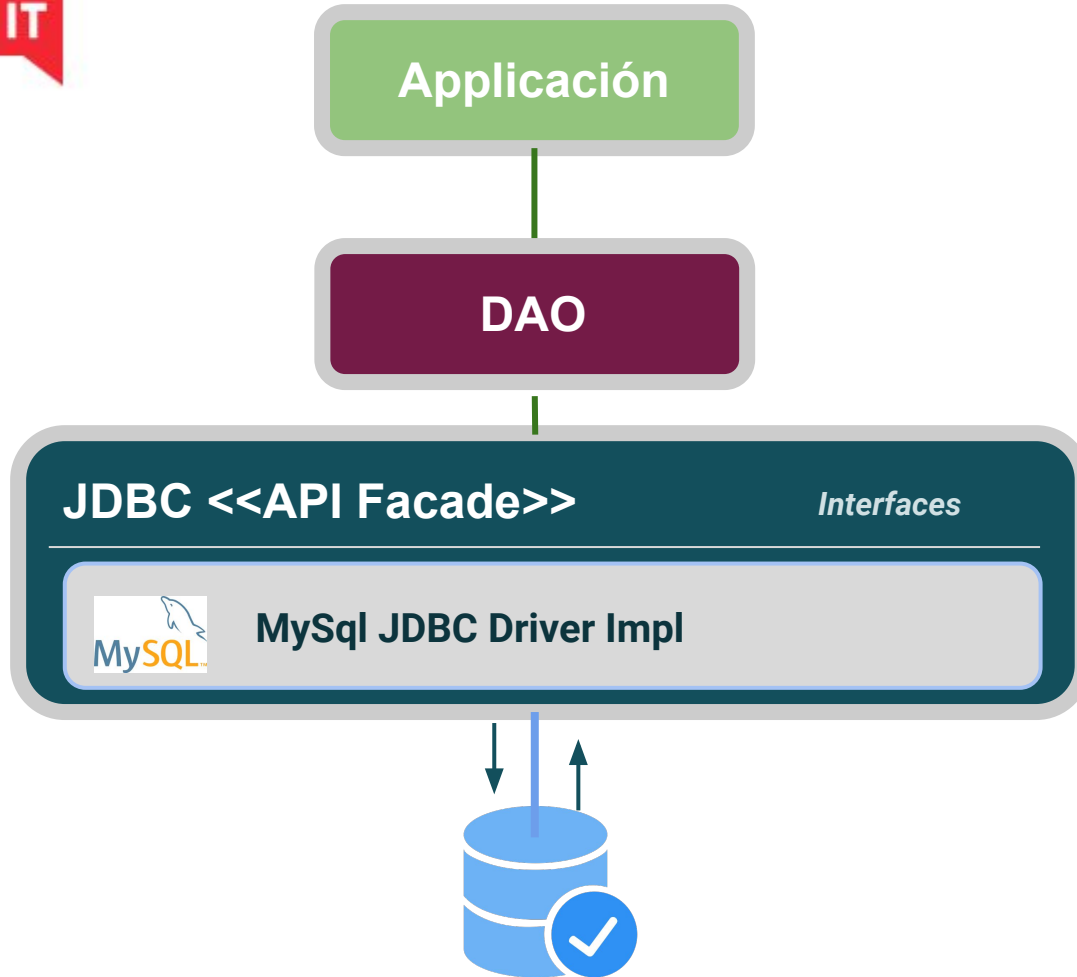 IT
Applicación
DAO
JDBC <<API Facade>>
Interfaces
MySQL
MySql JDBC Driver Impl